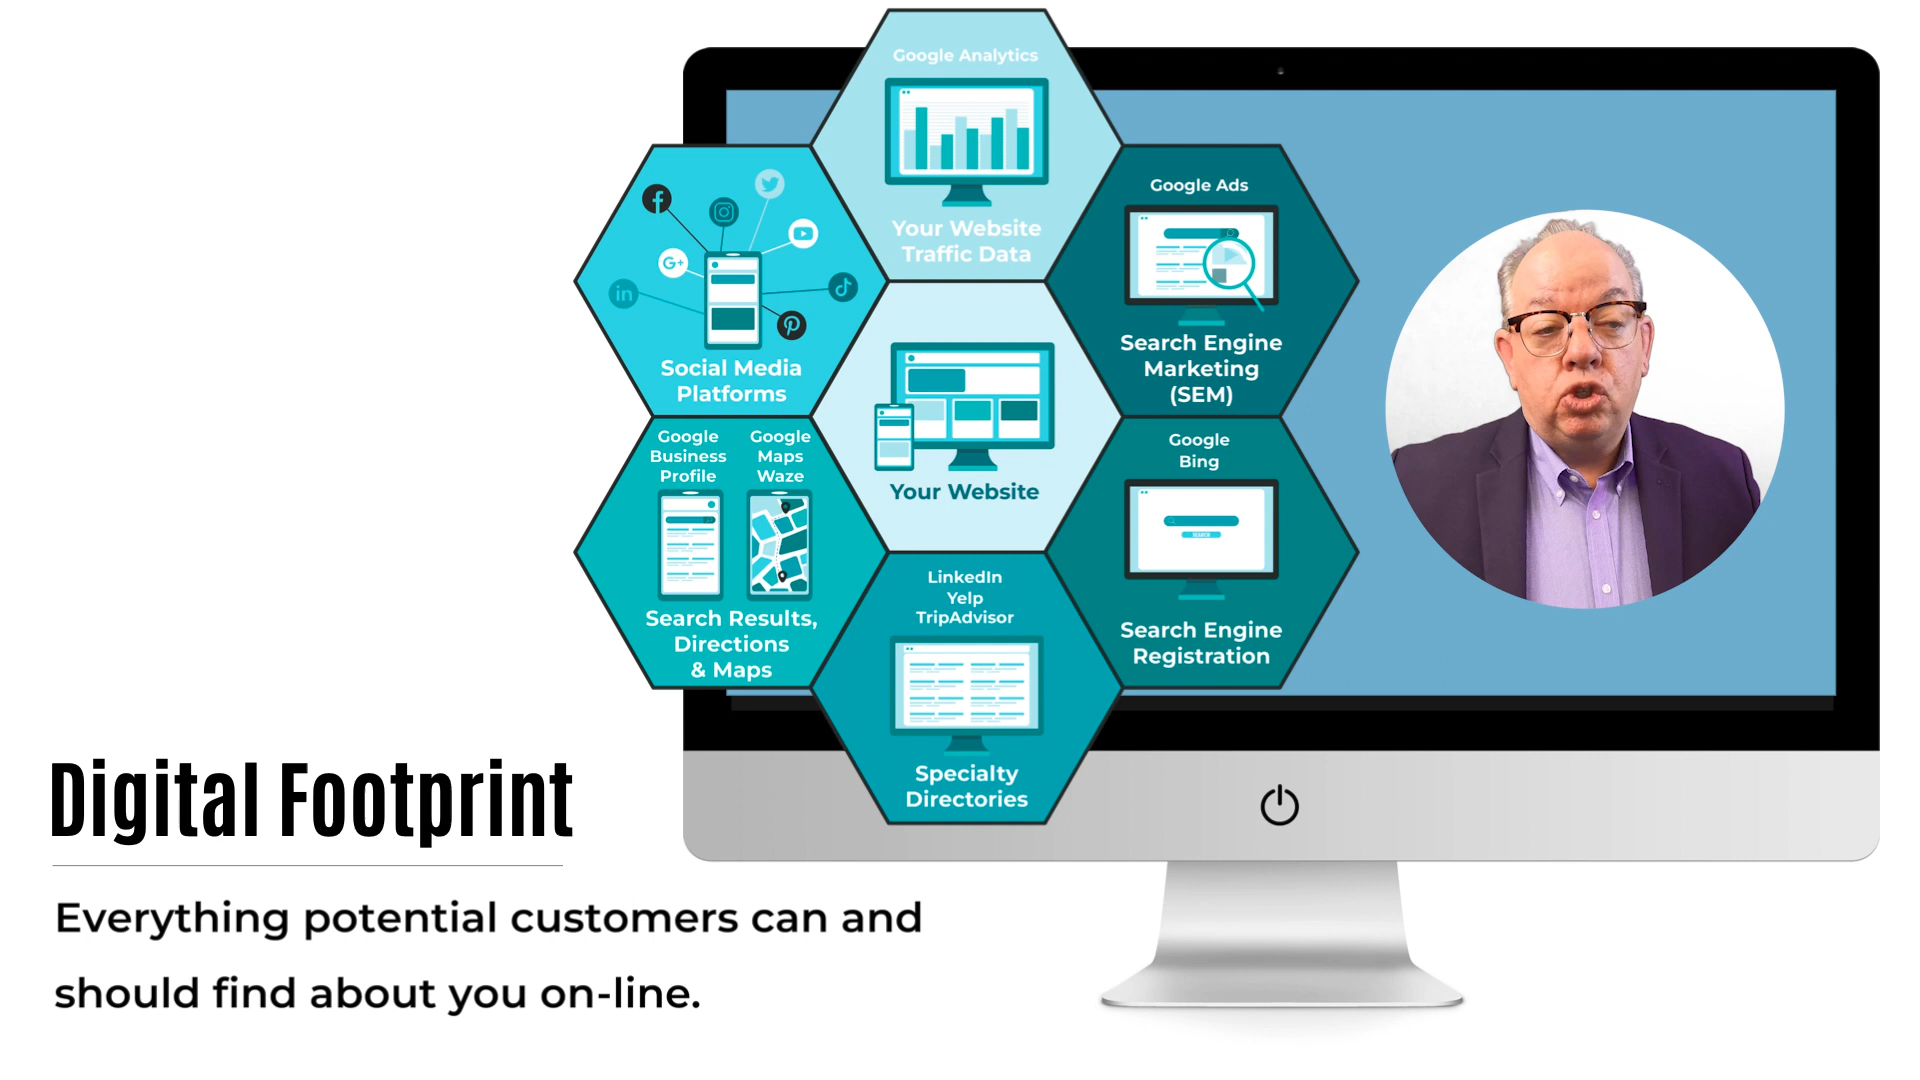 Google Analytics
Your Website
Traffic Data
Social Media
Platforms
Google Ads
Search Engine
Marketing
(SEM)
Your Website
Google
Business
Profile
Google
Maps
Waze
Search Results,
Directions
& Maps
Google
Bing
SEARCH
Search Engine
Registration
LinkedIn
Yelp
TripAdvisor
Specialty
Directories
G+
in
Digital Footprint
Everything potential customers can and
should find about you on-line.